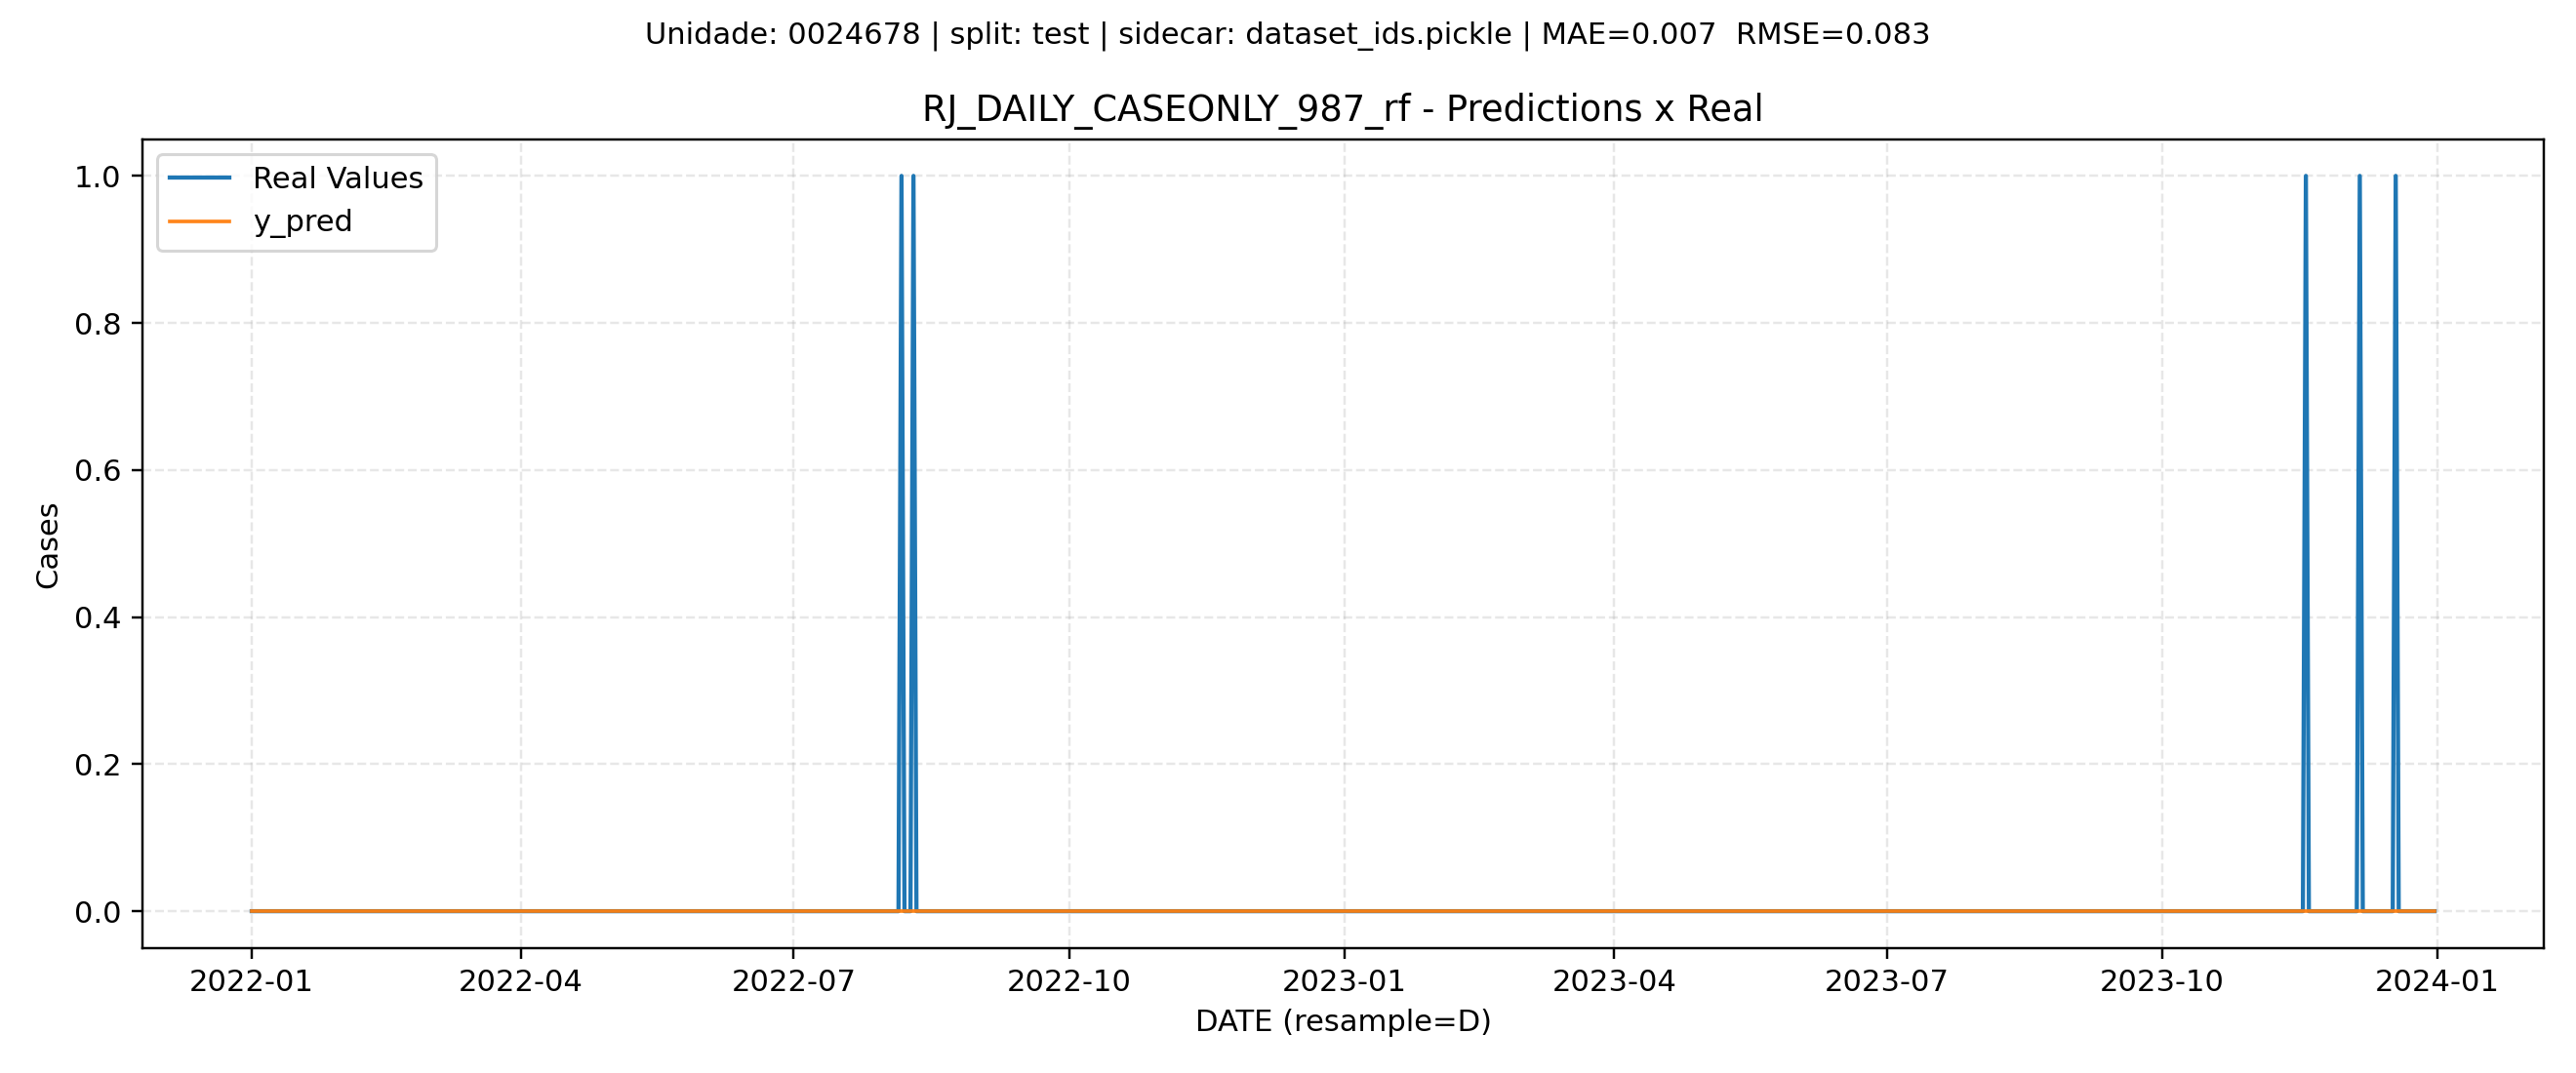 Unidade: 0024678 | split: test | sidecar: dataset_ids.pickle | MAE=0.007  RMSE=0.083
RJ_DAILY_CASEONLY_987_rf - Predictions x Real
Real Values
y_pred
1.0
0.8
0.6
0.4
0.2
0.0
Cases
2022-01 2022-04 2022-07 2022-10 2023-01 2023-04 2023-07 2023-10 2024-01
DATE (resample=D)